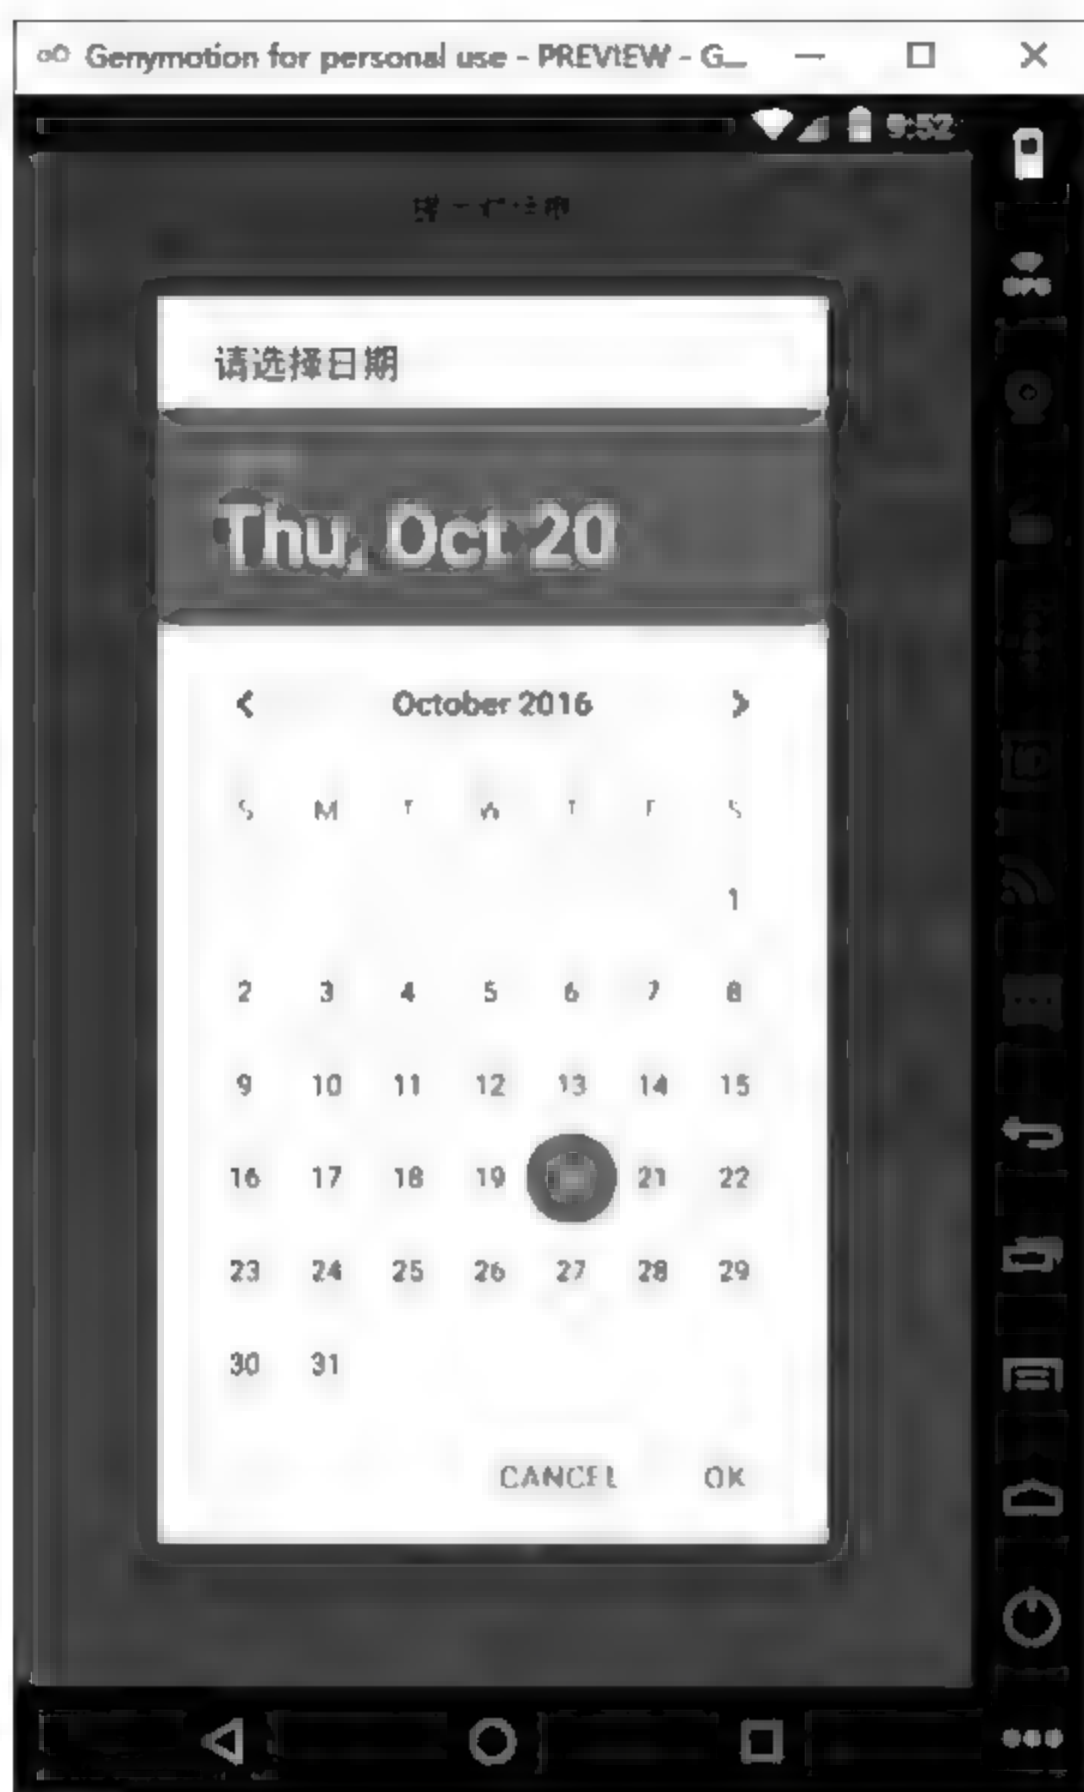 Genymotion for personal use - PREVIEW - G...
9:52
请选择日期
Thu, Oct 20
October 2016
S M T W T F S
1
2 3 4 5 6 7 8
9 10 11 12 13 14 15
16 17 18 19 21 22
23 24 25 26 27 28 29
30 31
CANCEL OK